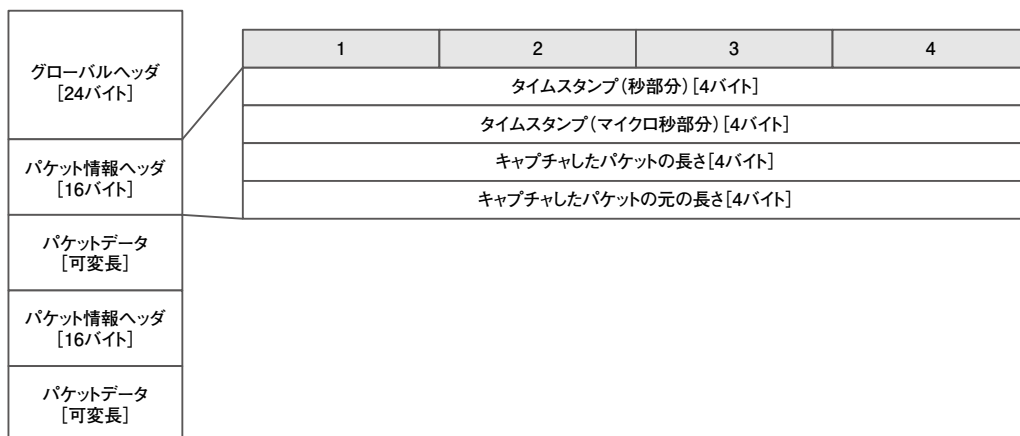 グローバルヘッダ
[24バイト]
パケット情報ヘッダ
[16バイト]
パケットデータ
[可変長]
パケット情報ヘッダ
[16バイト]
パケットデータ
[可変長]
1 2 3 4
タイムスタンプ(秒部分)[4バイト]
タイムスタンプ(マイクロ秒部分)[4バイト]
キャプチャしたパケットの長さ[4バイト]
キャプチャしたパケットの元の長さ[4バイト]